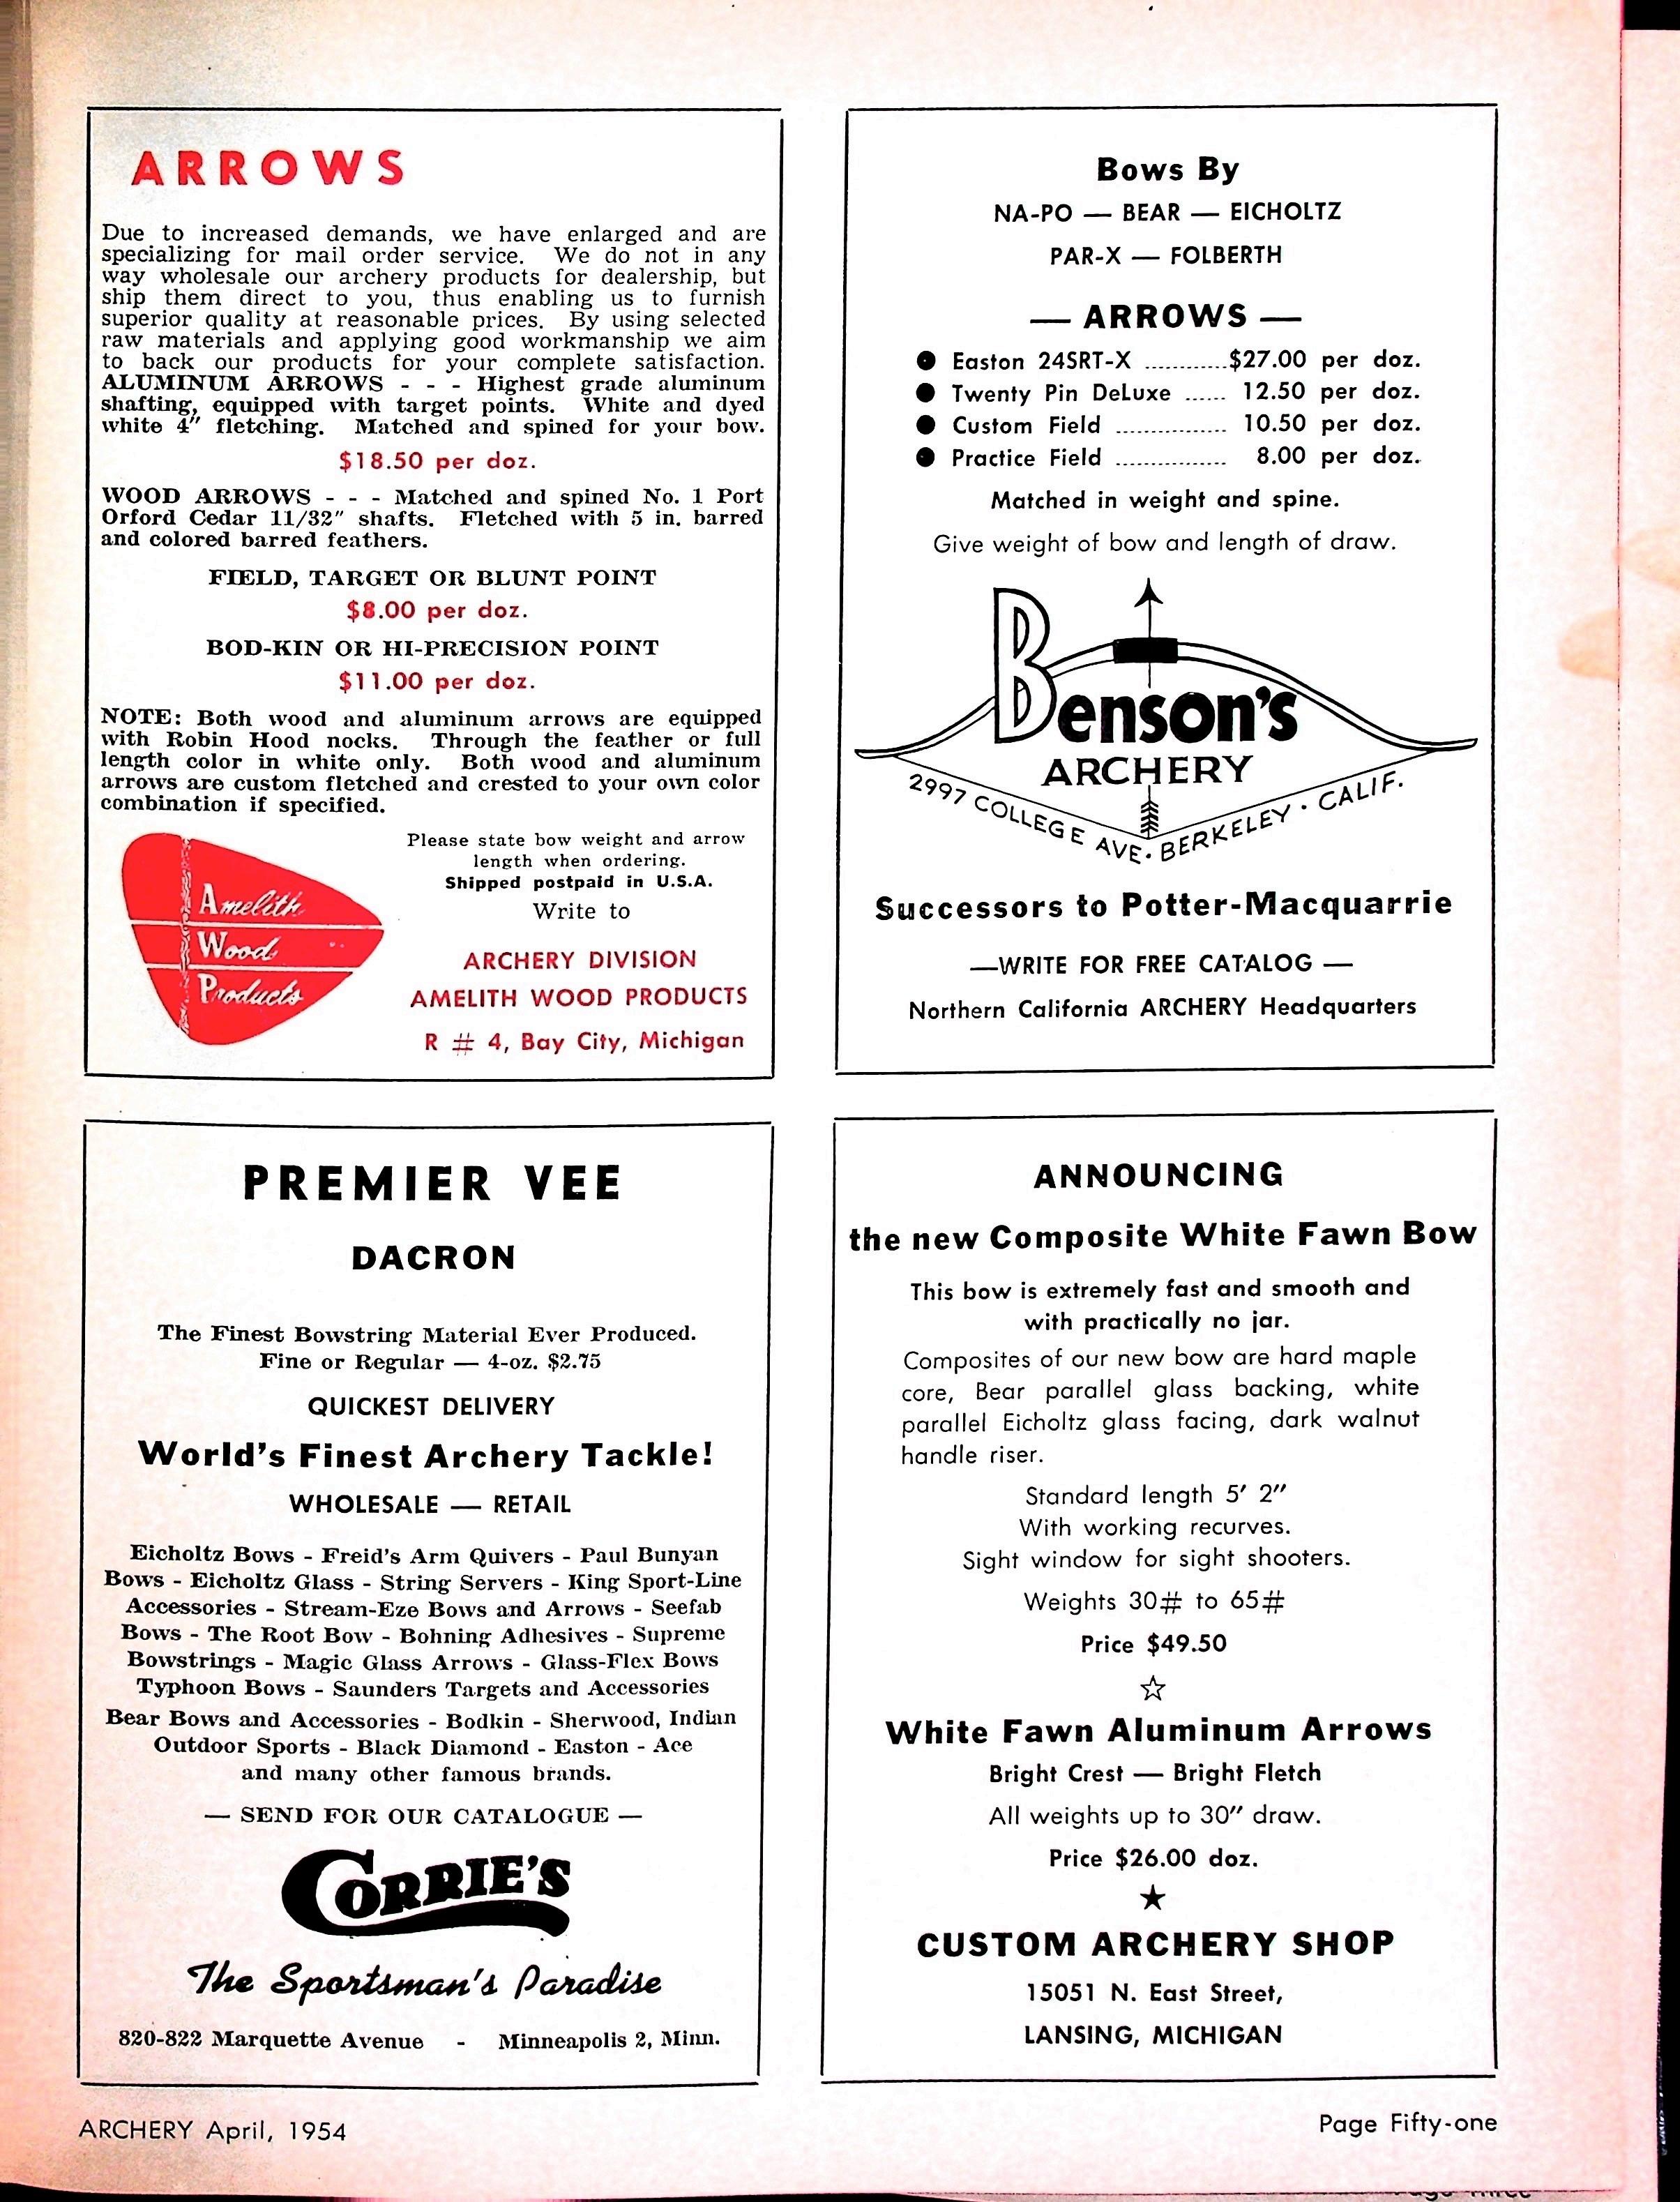 ARROWS
Due to increased demands, we have enlarged and are
specializing for mail order service. We do not in any
way wholesale our archery products for dealership, but
ship them direct to you, thus enabling us to furnish
superior quality at reasonable prices. By using selected
raw materials and applying good workmanship we aim
to back our products for your complete satisfaction.
ALUMINUM ARROWS - - - Highest grade aluminum
shafting, equipped with target points. White and dyed
white 4" fletching. Matched and spined for your bow.
$18.50 per doz.
WOOD ARROWS - - - Matched and spined No. 1 Port
Orford Cedar 11/32" shafts. Fletched with 5 in. barred
and colored barred feathers.
FIELD, TARGET OR BLUNT POINT
$8.00 per doz.
BOD-KIN OR HI-PRECISION POINT
$11.00 per doz.
NOTE: Both wood and aluminum arrows are equipped
with Robin Hood nocks. Through the feather or full
length color in white only. Both wood and aluminum
arrows are custom fletched and crested to your own color
combination if specified.
Amelith
Wood
Products
Please state bow weight and arrow
length when ordering.
Shipped postpaid in U.S.A.
Write to
ARCHERY DIVISION
AMELITH WOOD PRODUCTS
R # 4, Bay City, Michigan
Bows By
NA-PO — BEAR — EICHOLTZ
PAR-X — FOLBERTH
— ARROWS —
● Easton 24SRT-X ...........$27.00 per doz.
● Twenty Pin DeLuxe ...... 12.50 per doz.
● Custom Field ................ 10.50 per doz.
● Practice Field ................ 8.00 per doz.
Matched in weight and spine.
Give weight of bow and length of draw.
Benson's
ARCHERY
2997 COLLEGE AVE. BERKELEY • CALIF.
Successors to Potter-Macquarrie
—WRITE FOR FREE CATALOG —
Northern California ARCHERY Headquarters
PREMIER VEE
DACRON
The Finest Bowstring Material Ever Produced.
Fine or Regular — 4-oz. $2.75
QUICKEST DELIVERY
World's Finest Archery Tackle!
WHOLESALE — RETAIL
Eicholtz Bows - Freid's Arm Quivers - Paul Bunyan
Bows - Eicholtz Glass - String Servers - King Sport-Line
Accessories - Stream-Eze Bows and Arrows - Seefab
Bows - The Root Bow - Bohning Adhesives - Supreme
Bowstrings - Magic Glass Arrows - Glass-Flex Bows
Typhoon Bows - Saunders Targets and Accessories
Bear Bows and Accessories - Bodkin - Sherwood, Indian
Outdoor Sports - Black Diamond - Easton - Ace
and many other famous brands.
— SEND FOR OUR CATALOGUE —
CORRIE'S
The Sportsman's Paradise
820-822 Marquette Avenue - Minneapolis 2, Minn.
ANNOUNCING
the new Composite White Fawn Bow
This bow is extremely fast and smooth and
with practically no jar.
Composites of our new bow are hard maple
core, Bear parallel glass backing, white
parallel Eicholtz glass facing, dark walnut
handle riser.
Standard length 5' 2"
With working recurves.
Sight window for sight shooters.
Weights 30# to 65#
Price $49.50
☆
White Fawn Aluminum Arrows
Bright Crest — Bright Fletch
All weights up to 30" draw.
Price $26.00 doz.
★
CUSTOM ARCHERY SHOP
15051 N. East Street,
LANSING, MICHIGAN
ARCHERY April, 1954
Page Fifty-one